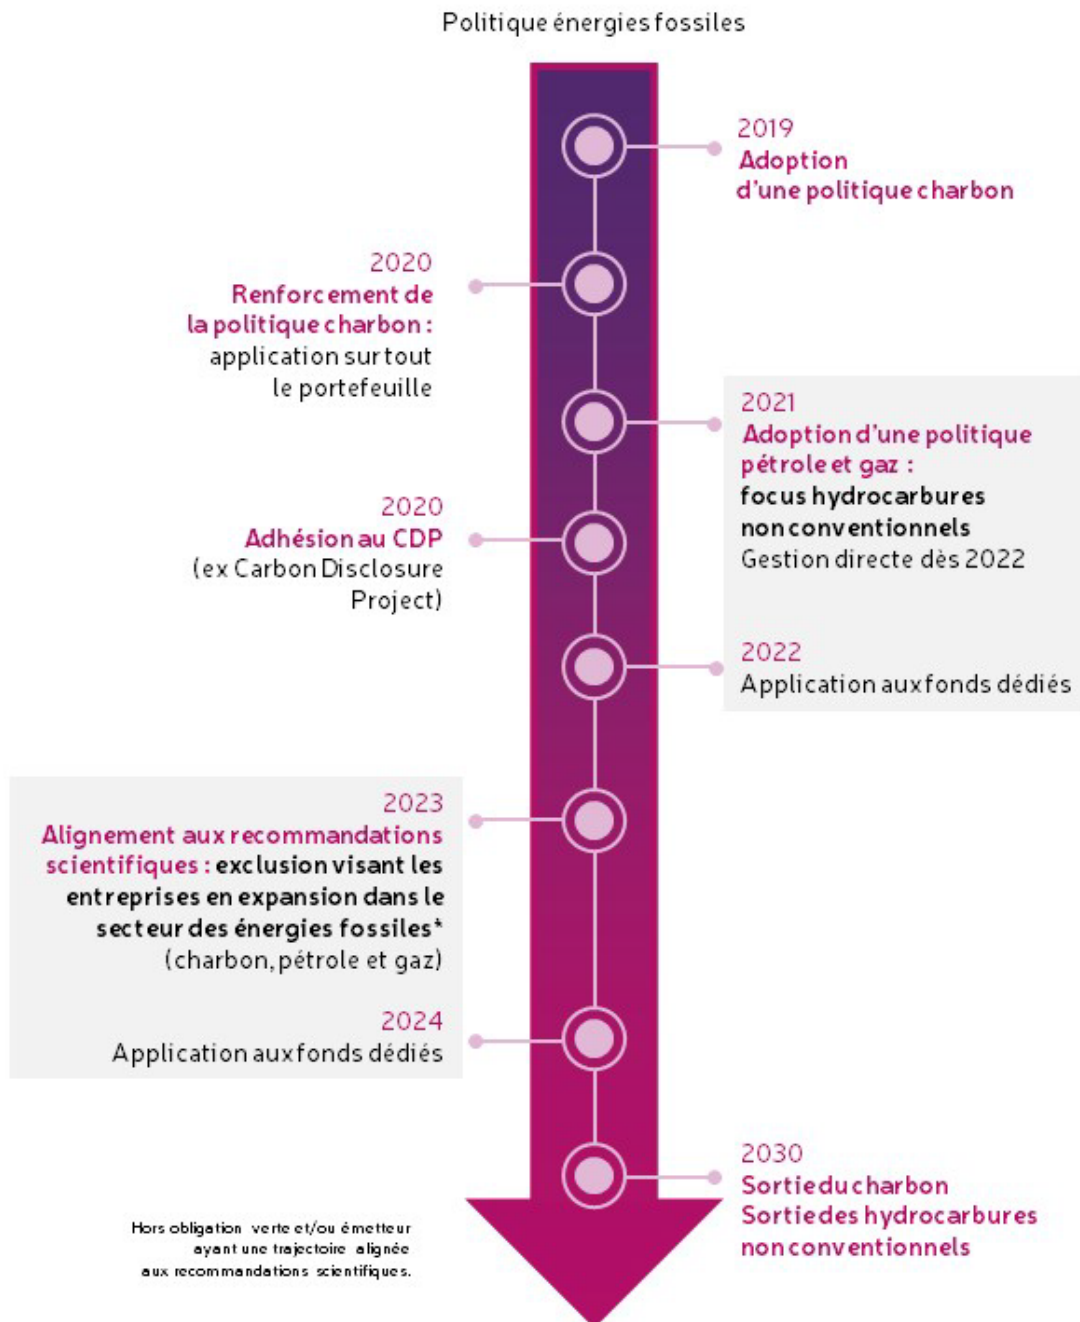 Politique énergies fossiles
2019
Adoption
d'une politique charbon
2020
Renforcement de
la politique charbon :
application sur tout
le portefeuille
2021
Adoption d'une politique
pétrole et gaz :
focus hydrocarbures
non conventionnels
Gestion directe dès 2022
2020
Adhésion au CDP
(ex Carbon Disclosure
Project)
2022
Application aux fonds dédiés
2023
Alignement aux recommandations
scientifiques : exclusion visant les
entreprises en expansion dans le
secteur des énergies fossiles*
(charbon, pétrole et gaz)
2024
Application aux fonds dédiés
2030
Sortie du charbon
Sortie des hydrocarbures
non conventionnels
Hors obligation verte et/ou émetteur
ayant une trajectoire alignée
aux recommandations scientifiques.